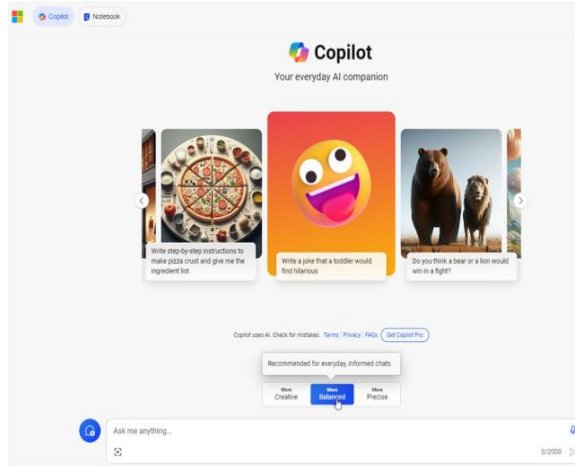 Copilot
Notebook
Copilot
Your everyday AI companion
Write step-by-step instructions to
make pizza crust and give me the
ingredient list
Write a joke that a toddler would
find hilarious
Do you think a bear or a lion would
win in a fight?
Copilot uses AI. Check for mistakes. Terms | Privacy | FAQs Get Copilot Pro
Recommended for everyday, informed chats
More
Creative
More
Balanced
More
Precise
Ask me anything...
0/2000